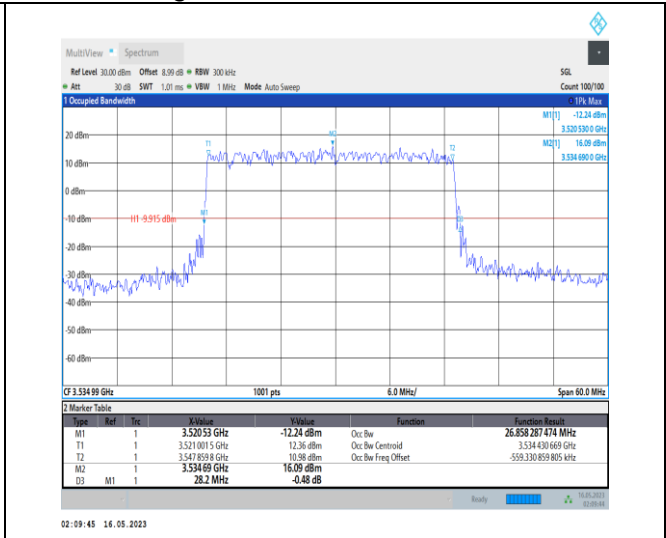 MultiView Spectrum
Ref Level 30.00 dBm Offset 8.99 dB RBW 300 kHz SGL
Att 30 dB SWT 1.01 ms VBW 1 MHz Mode Auto Sweep Count 100/100
1 Occupied Bandwidth 1Pk Max
M1[1] -12.24 dBm
3.520 530 0 GHz
M2[1] 16.09 dBm
3.534 690 0 GHz
20 dBm
T1
M2
T2
10 dBm
0 dBm
-10 dBm
H1 -9.915 dBm
M1
D3
-20 dBm
-30 dBm
-40 dBm
-50 dBm
-60 dBm
CF 3.534 99 GHz 1001 pts 6.0 MHz/ Span 60.0 MHz
2 Marker Table
Type Ref Trc X-Value Y-Value Function Function Result
M1 1 3.520 53 GHz -12.24 dBm Occ Bw 26.858 287 474 MHz
T1 1 3.521 001 5 GHz 12.36 dBm Occ Bw Centroid 3.534 430 669 GHz
T2 1 3.547 859 8 GHz 10.98 dBm Occ Bw Freq Offset -559.330 859 805 kHz
M2 1 3.534 69 GHz 16.09 dBm
D3 M1 1 28.2 MHz -0.48 dB
Ready 16.05.2023
02:09:44
02:09:45 16.05.2023